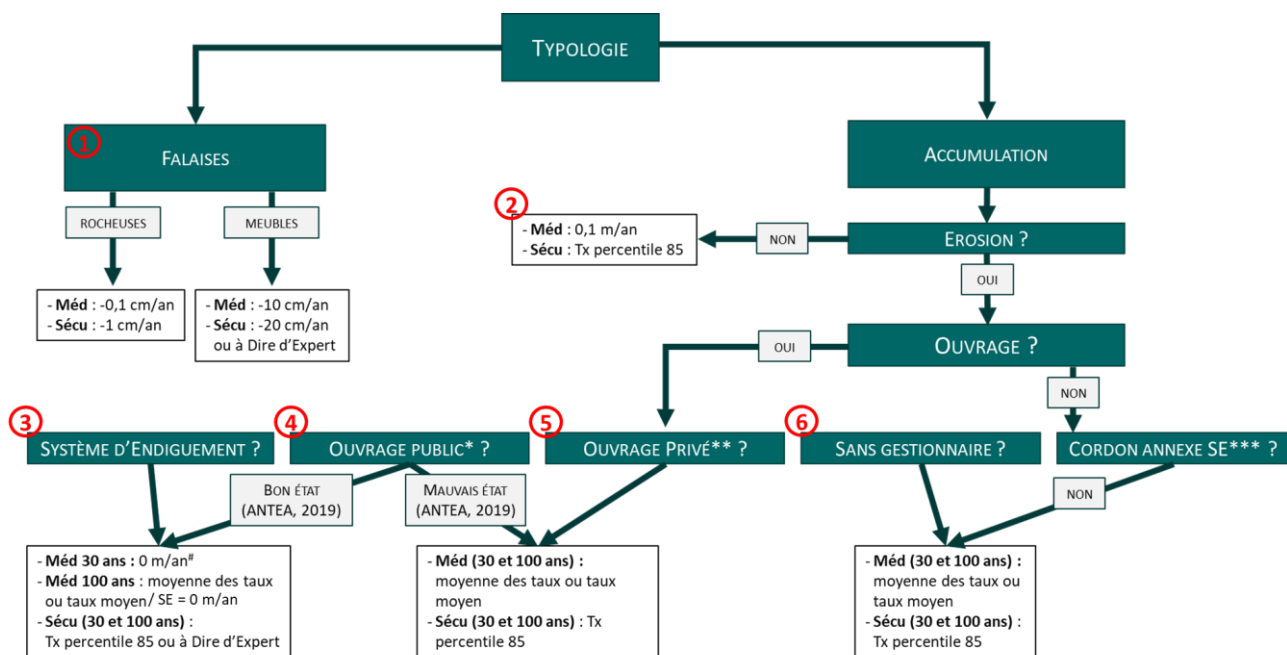 TYPOLOGIE
1
FALAISES
ACCUMULATION
ROCHEUSES
MEUBLES
2
- Méd : 0,1 m/an
- Sécu : Tx percentile 85
NON
EROSION ?
OUI
- Méd : -0,1 cm/an
- Sécu : -1 cm/an
- Méd : -10 cm/an
- Sécu : -20 cm/an
ou à Dire d'Expert
OUI
OUVRAGE ?
NON
3
SYSTÈME D'ENDIGUEMENT ?
4
OUVRAGE PUBLIC* ?
5
OUVRAGE PRIVÉ** ?
6
SANS GESTIONNAIRE ?
CORDON ANNEXE SE*** ?
BON ÉTAT
(ANTEA, 2019)
MAUVAIS ÉTAT
(ANTEA, 2019)
NON
- Méd 30 ans : 0 m/an#
- Méd 100 ans : moyenne des taux
ou taux moyen/ SE = 0 m/an
- Sécu (30 et 100 ans) :
Tx percentile 85 ou à Dire d'Expert
- Méd (30 et 100 ans) :
moyenne des taux ou taux
moyen
- Sécu (30 et 100 ans) : Tx
percentile 85
- Méd (30 et 100 ans) :
moyenne des taux ou
taux moyen
- Sécu (30 et 100 ans) :
Tx percentile 85